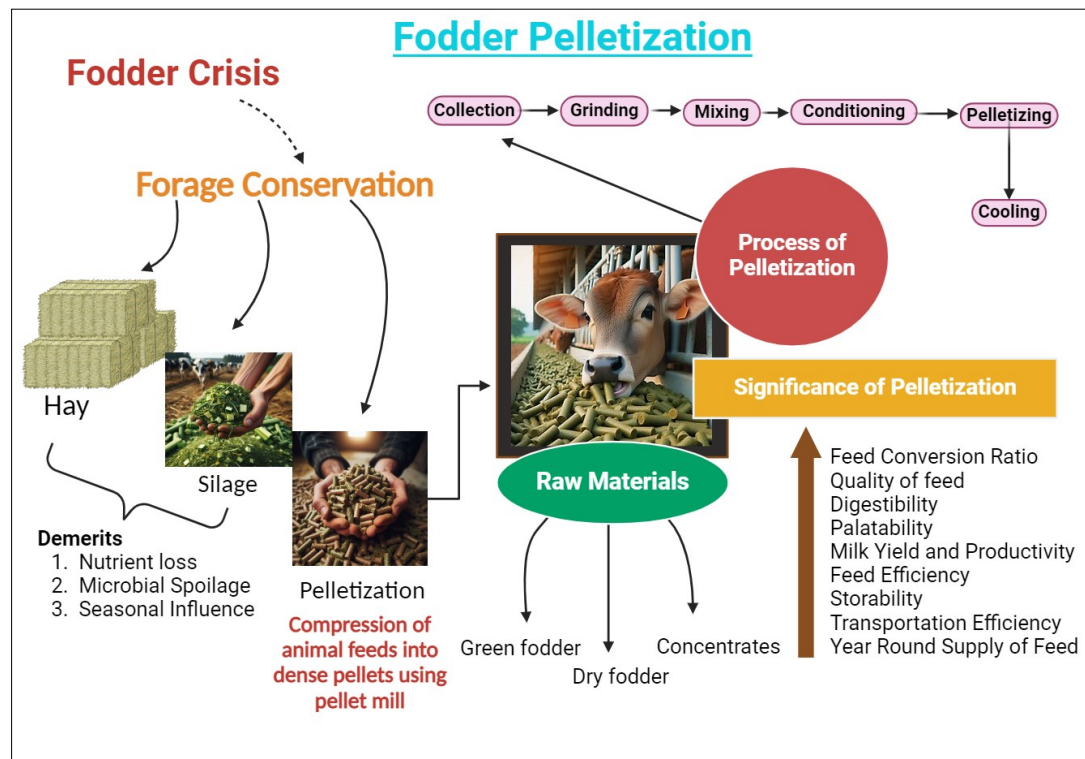 Fodder Pelletization
Fodder Crisis
Collection
Grinding
Mixing
Conditioning
Pelletizing
Cooling
Forage Conservation
Process of
Pelletization
Hay
Silage
Demerits
1. Nutrient loss
2. Microbial Spoilage
3. Seasonal Influence
Pelletization
Compression of
animal feeds into
dense pellets using
pellet mill
Raw Materials
Green fodder
Dry fodder
Concentrates
Significance of Pelletization
Feed Conversion Ratio
Quality of feed
Digestibility
Palatability
Milk Yield and Productivity
Feed Efficiency
Storability
Transportation Efficiency
Year Round Supply of Feed